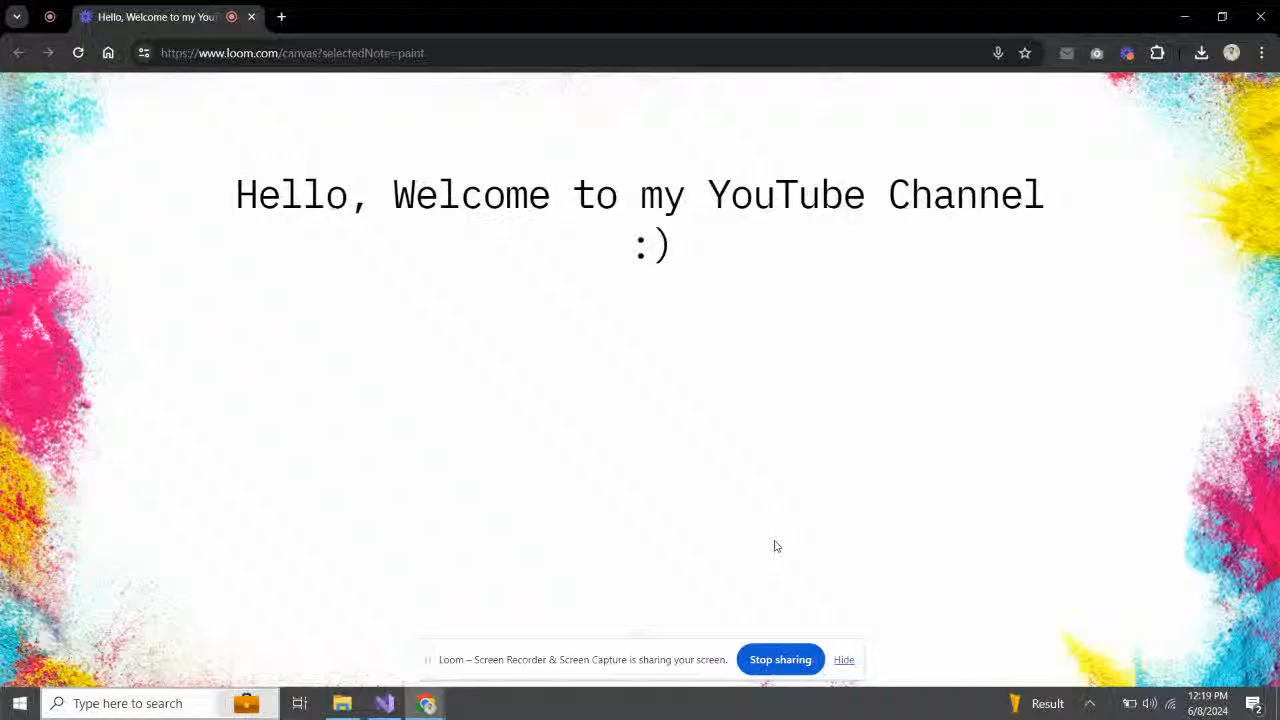 Hello, Welcome to my You
https://www.loom.com/canvas?selectedNote=paint
Hello, Welcome to my YouTube Channel
:)
Loom – Screen Recorder & Screen Capture is sharing your screen.
Stop sharing
Hide
Type here to search
Result
12:19 PM
6/8/2024
2